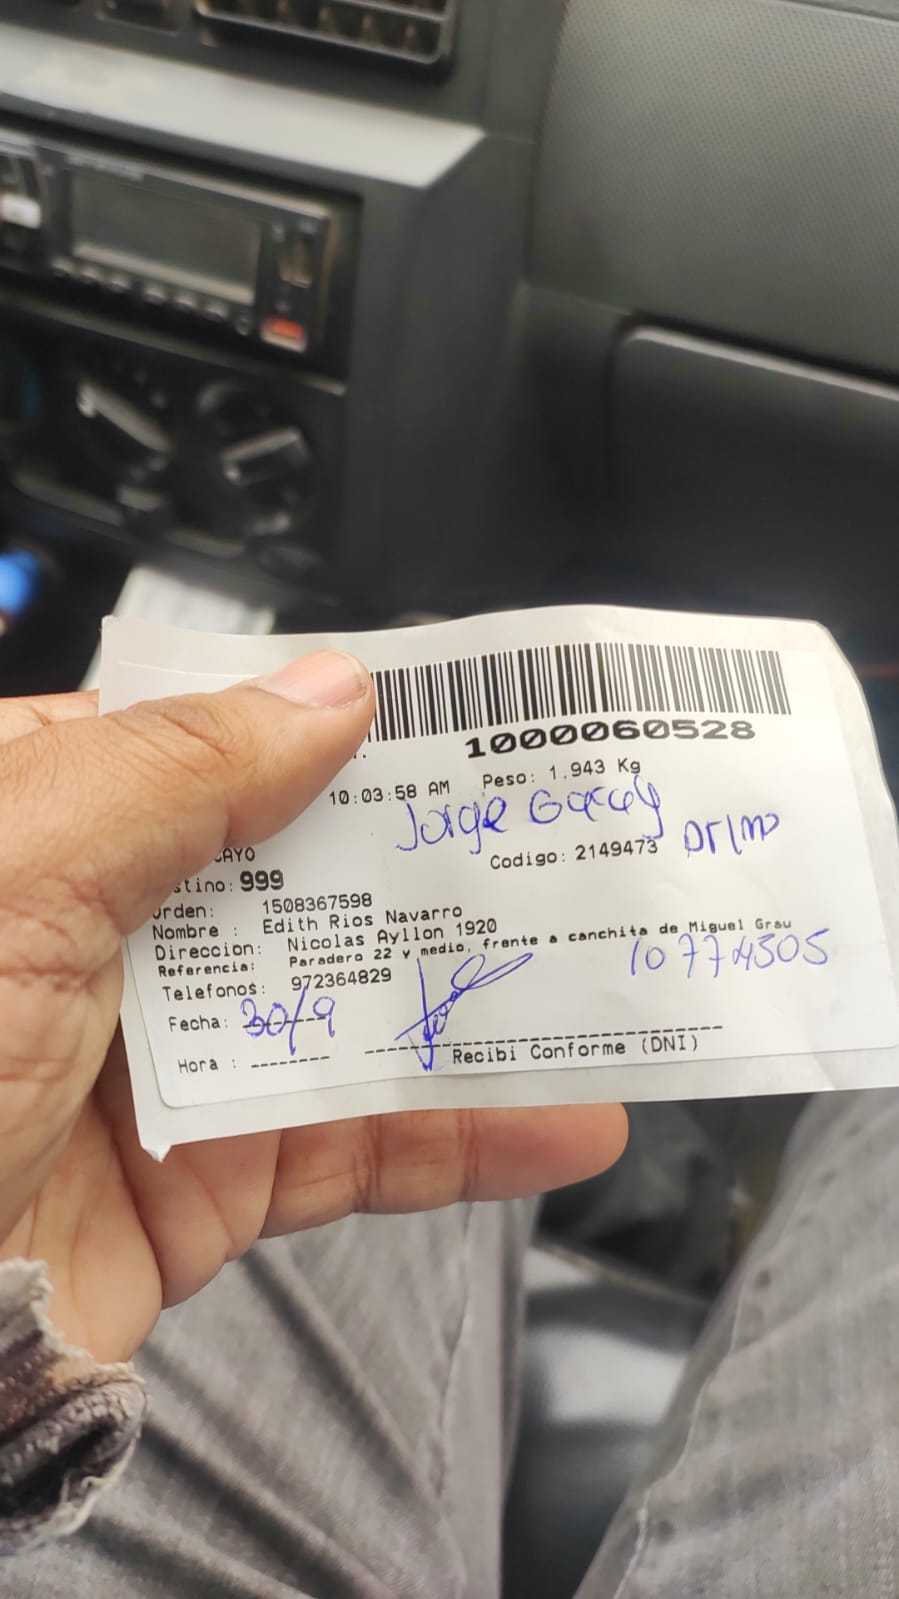 1000060528
10:03:58 AM Peso: 1,943 Kg
Jorge
CAYO
Codigo: 2149473
stino: 999
Orden: 1508367598
Nombre : Edith Rios Navarro
Direccion: Nicolas Ayllon 1920
Referencia: Paradero 22 y medio, frente a canchita de Miguel Grau
Telefonos: 972364829
10774505
Fecha: 30/9
Hora : --------
Recibi Conforme (DNI)